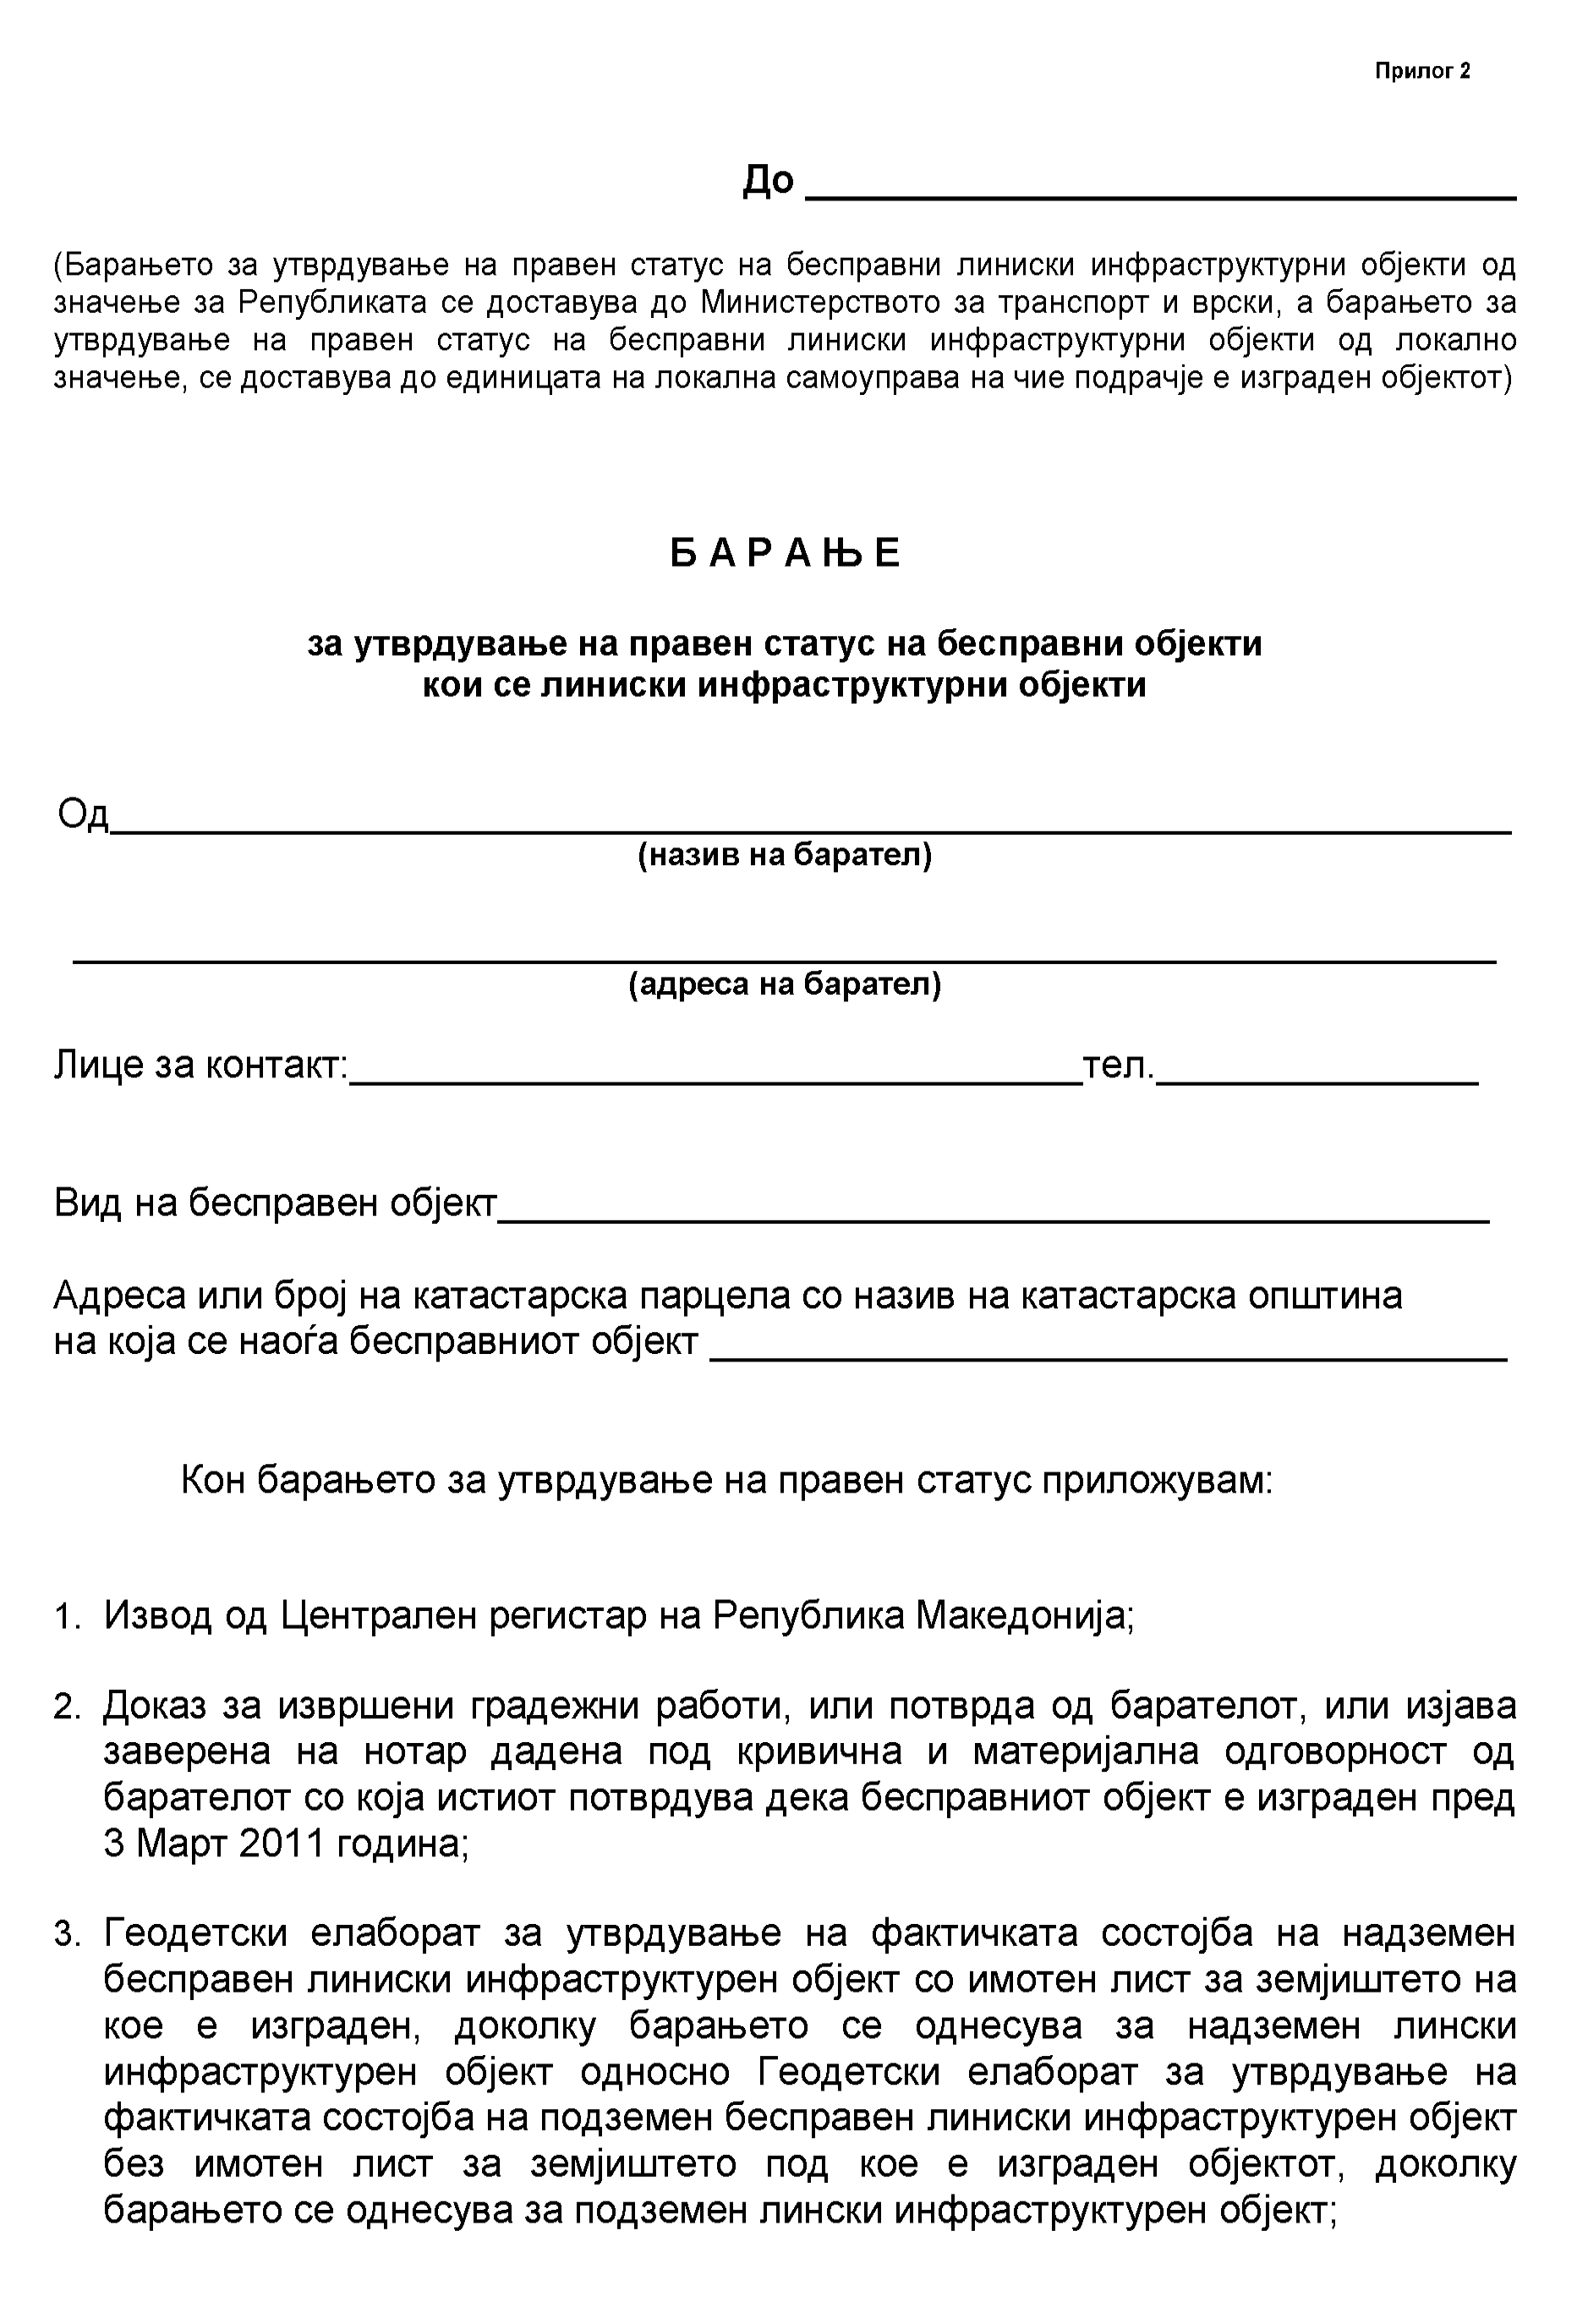 Прилог 2
До ____________________
(Барањето за утврдување на правен статус на бесправни линиски инфраструктурни објекти од
значење за Републиката се доставува до Министерството за транспорт и врски, а барањето за
утврдување на правен статус на бесправни линиски инфраструктурни објекти од локално
значење, се доставува до единицата на локална самоуправа на чие подрачје е изграден објектот)
Б А Р А Њ Е
за утврдување на правен статус на бесправни објекти
кои се линиски инфраструктурни објекти
Од____________________
(назив на барател)
____________________
(адреса на барател)
Лице за контакт:____________________тел.__________
Вид на бесправен објект____________________
Адреса или број на катастарска парцела со назив на катастарска општина
на која се наоѓа бесправниот објект ____________________
Кон барањето за утврдување на правен статус приложувам:
1. Извод од Централен регистар на Република Македонија;
2. Доказ за извршени градежни работи, или потврда од барателот, или изјава
заверена на нотар дадена под кривична и материјална одговорност од
барателот со која истиот потврдува дека бесправниот објект е изграден пред
3 Март 2011 година;
3. Геодетски елаборат за утврдување на фактичката состојба на надземен
бесправен линиски инфраструктурен објект со имотен лист за земјиштето на
кое е изграден, доколку барањето се однесува за надземен лински
инфраструктурен објект односно Геодетски елаборат за утврдување на
фактичката состојба на подземен бесправен линиски инфраструктурен објект
без имотен лист за земјиштето под кое е изграден објектот, доколку
барањето се однесува за подземен лински инфраструктурен објект;